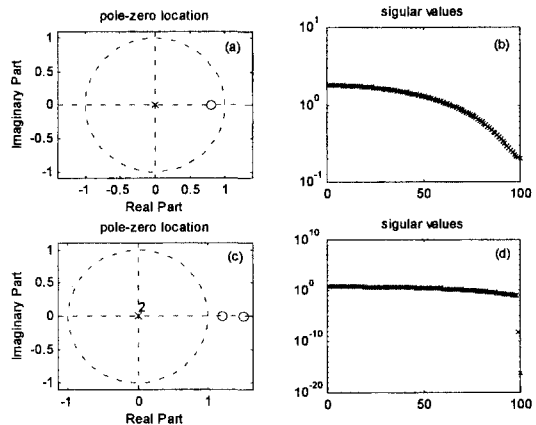 pole-zero location
(a)
Imaginary Part
1
0.5
0
-0.5
-1
-1 -0.5 0 0.5 1
Real Part
sigular values
(b)
10^1
10^0
10^-1
0 50 100
pole-zero location
(c)
Imaginary Part
1
0.5
0
-0.5
-1
2
-1 0 1
Real Part
sigular values
(d)
10^10
10^0
10^-10
10^-20
0 50 100